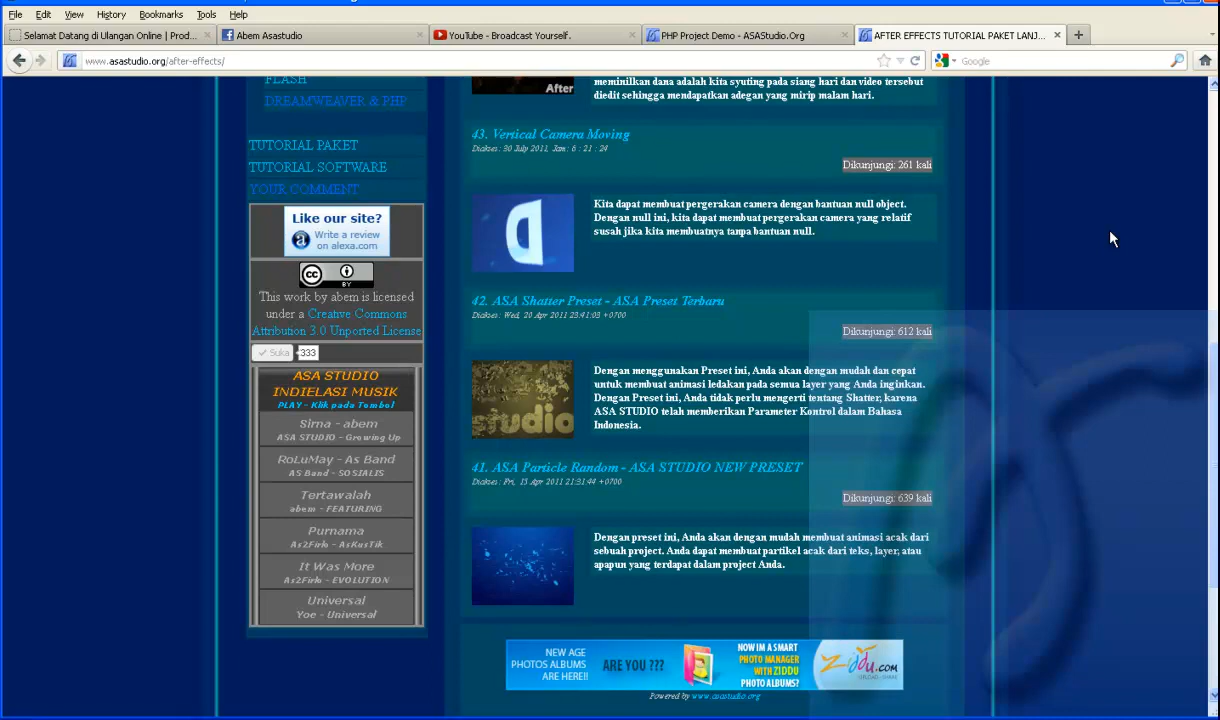 File Edit View History Bookmarks Tools Help
Selamat Datang di Ulangan Online | Prod...
Abem Asastudio
YouTube - Broadcast Yourself.
PHP Project Demo - ASAStudio.Org
AFTER EFFECTS TUTORIAL PAKET LANJ...
www.asastudio.org/after-effects/
Google
FLASH
DREAMWEAVER & PHP
TUTORIAL PAKET
TUTORIAL SOFTWARE
YOUR COMMENT
Like our site?
Write a review
on alexa.com
cc
BY
This work by abem is licensed
under a Creative Commons
Attribution 3.0 Unported License
Suka 333
ASA STUDIO
INDIELASI MUSIK
PLAY - Klik pada Tombol
Sirna - abem
ASA STUDIO - Growing Up
RoLuMay - As Band
AS Band - SOSIALIS
Tertawalah
abem - FEATURING
Purnama
As2Firlo - AsKusTik
It Was More
As2Firlo - EVOLUTION
Universal
Yoe - Universal
After
meminilkan dana adalah kita syuting pada siang hari dan video tersebut
diedit sehingga mendapatkan adegan yang mirip malam hari.
43. Vertical Camera Moving
Diakses : 30 July 2011, Jam : 6 : 21 : 24
Dikunjungi: 261 kali
Kita dapat membuat pergerakan camera dengan bantuan null object.
Dengan null ini, kita dapat membuat pergerakan camera yang relatif
susah jika kita membuatnya tanpa bantuan null.
42. ASA Shatter Preset - ASA Preset Terbaru
Diakses : Wed, 20 Apr 2011 23:41:03 +0700
Dikunjungi: 612 kali
studio
Dengan menggunakan Preset ini, Anda akan dengan mudah dan cepat
untuk membuat animasi ledakan pada semua layer yang Anda inginkan.
Dengan Preset ini, Anda tidak perlu mengerti tentang Shatter, karena
ASA STUDIO telah memberikan Parameter Kontrol dalam Bahasa
Indonesia.
41. ASA Particle Random - ASA STUDIO NEW PRESET
Diakses : Fri, 15 Apr 2011 21:31:44 +0700
Dikunjungi: 639 kali
Dengan preset ini, Anda akan dengan mudah membuat animasi acak dari
sebuah project. Anda dapat membuat partikel acak dari teks, layer, atau
apapun yang terdapat dalam project Anda.
NEW AGE
PHOTOS ALBUMS
ARE HERE!!
ARE YOU ???
NOW IM A SMART
PHOTO MANAGER
WITH ZIDDU
PHOTO ALBUMS?
ZIDDU.COM
UPLOAD - SHARE
Powered by www.asastudio.org